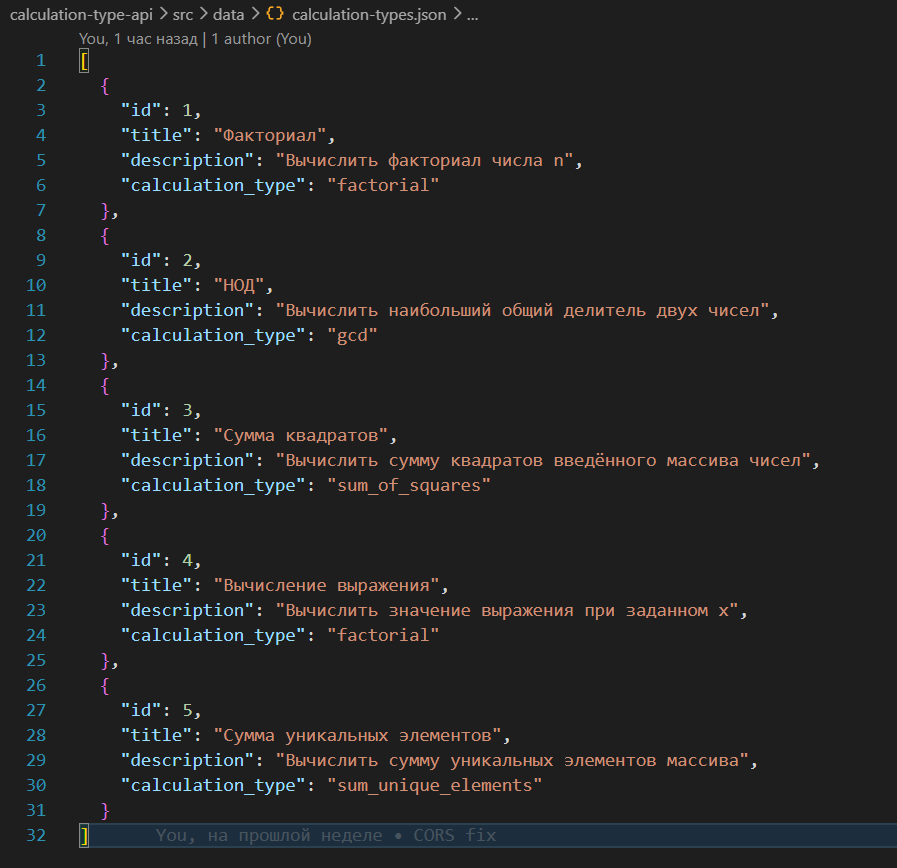 calculation-type-api > src > data > {} calculation-types.json > ...
You, 1 час назад | 1 author (You)
1 [
2 {
3 "id": 1,
4 "title": "Факториал",
5 "description": "Вычислить факториал числа n",
6 "calculation_type": "factorial"
7 },
8 {
9 "id": 2,
10 "title": "НОД",
11 "description": "Вычислить наибольший общий делитель двух чисел",
12 "calculation_type": "gcd"
13 },
14 {
15 "id": 3,
16 "title": "Сумма квадратов",
17 "description": "Вычислить сумму квадратов введённого массива чисел",
18 "calculation_type": "sum_of_squares"
19 },
20 {
21 "id": 4,
22 "title": "Вычисление выражения",
23 "description": "Вычислить значение выражения при заданном x",
24 "calculation_type": "factorial"
25 },
26 {
27 "id": 5,
28 "title": "Сумма уникальных элементов",
29 "description": "Вычислить сумму уникальных элементов массива",
30 "calculation_type": "sum_unique_elements"
31 }
32 ] You, на прошлой неделе • CORS fix